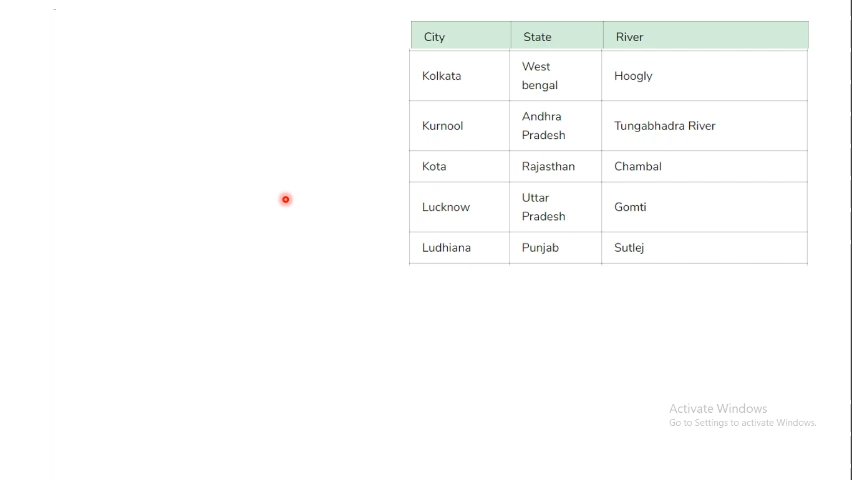 City State River
Kolkata West bengal Hoogly
Kurnool Andhra Pradesh Tungabhadra River
Kota Rajasthan Chambal
Lucknow Uttar Pradesh Gomti
Ludhiana Punjab Sutlej
Activate Windows
Go to Settings to activate Windows.